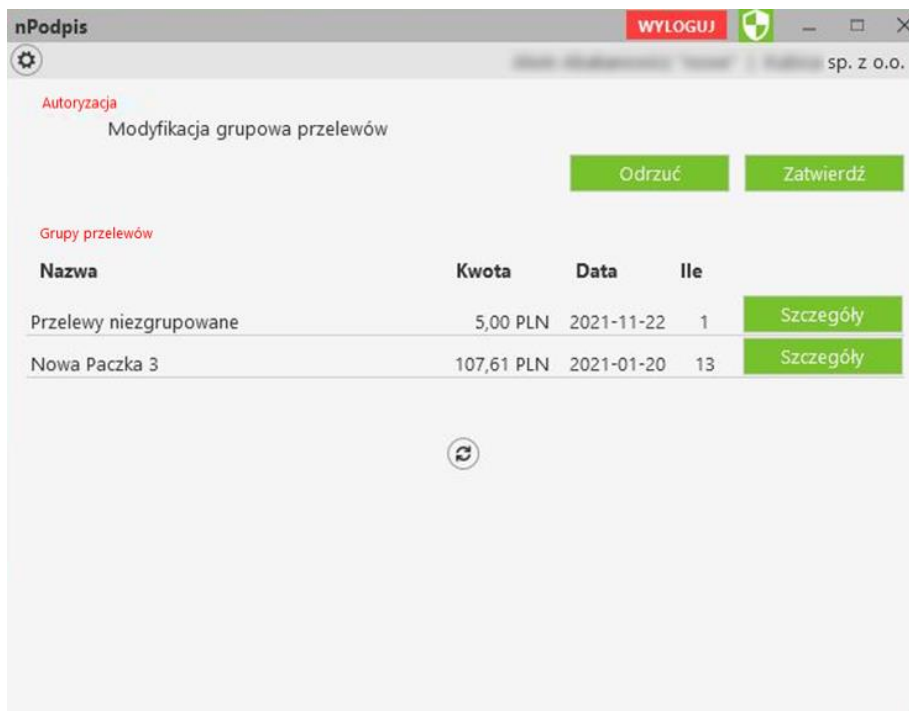 nPodpis WYLOGUJ
sp. z o.o.
Autoryzacja
Modyfikacja grupowa przelewów
Odrzuć Zatwierdź
Grupy przelewów
Nazwa Kwota Data Ile
Przelewy niezgrupowane 5,00 PLN 2021-11-22 1 Szczegóły
Nowa Paczka 3 107,61 PLN 2021-01-20 13 Szczegóły